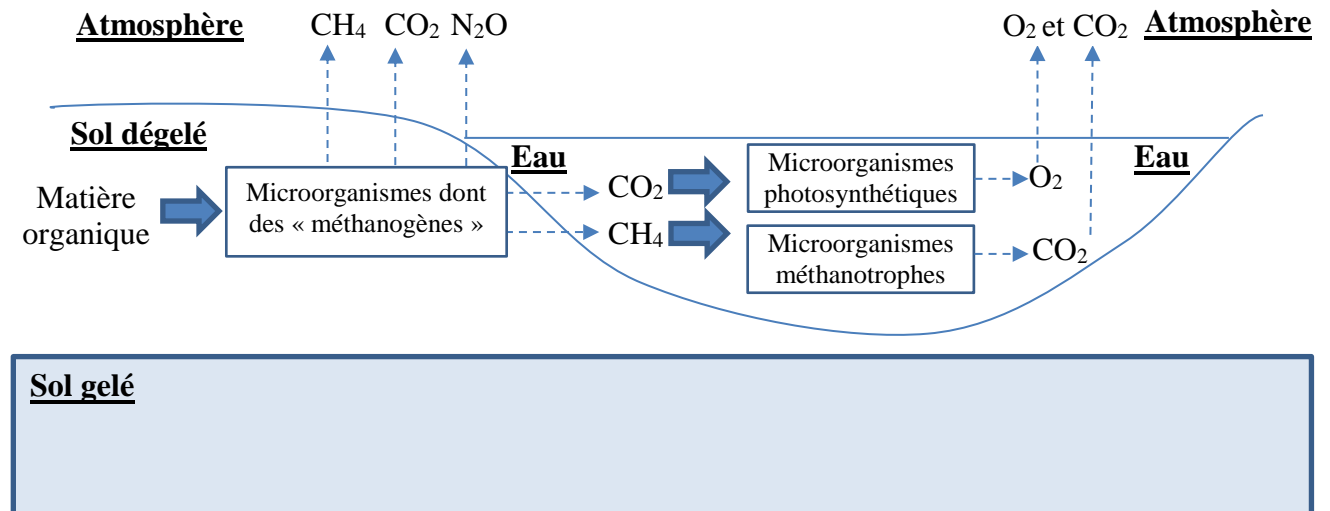 Atmosphère CH4 CO2 N2O O2 et CO2 Atmosphère
Sol dégelé
Eau Eau
Matière
organique
Microorganismes dont
des « méthanogènes »
CO2
CH4
Microorganismes
photosynthétiques
O2
Microorganismes
méthanotrophes
CO2
Sol gelé